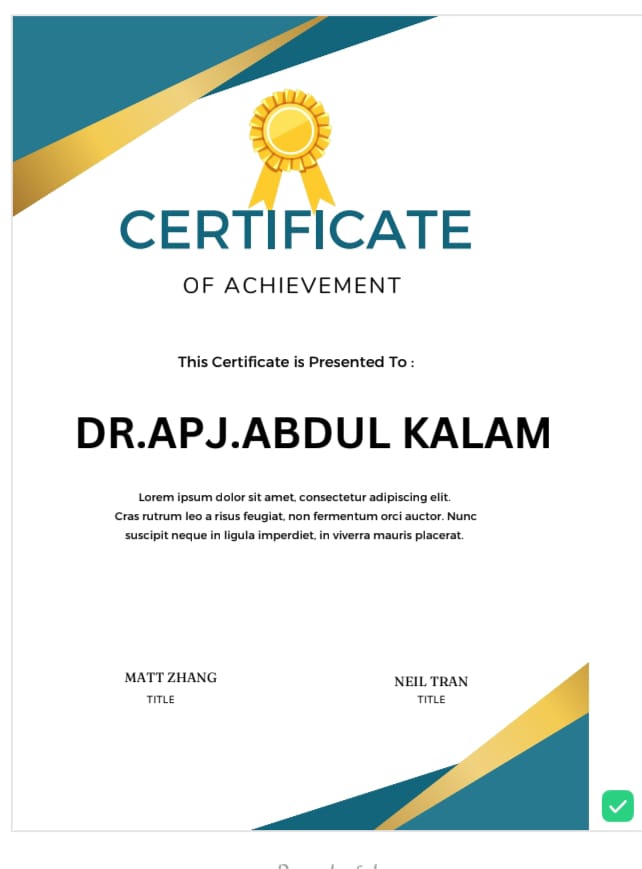 CERTIFICATE
OF ACHIEVEMENT
This Certificate is Presented To :
DR.APJ.ABDUL KALAM
Lorem ipsum dolor sit amet, consectetur adipiscing elit.
Cras rutrum leo a risus feugiat, non fermentum orci auctor. Nunc
suscipit neque in ligula imperdiet, in viverra mauris placerat.
MATT ZHANG
TITLE
NEIL TRAN
TITLE